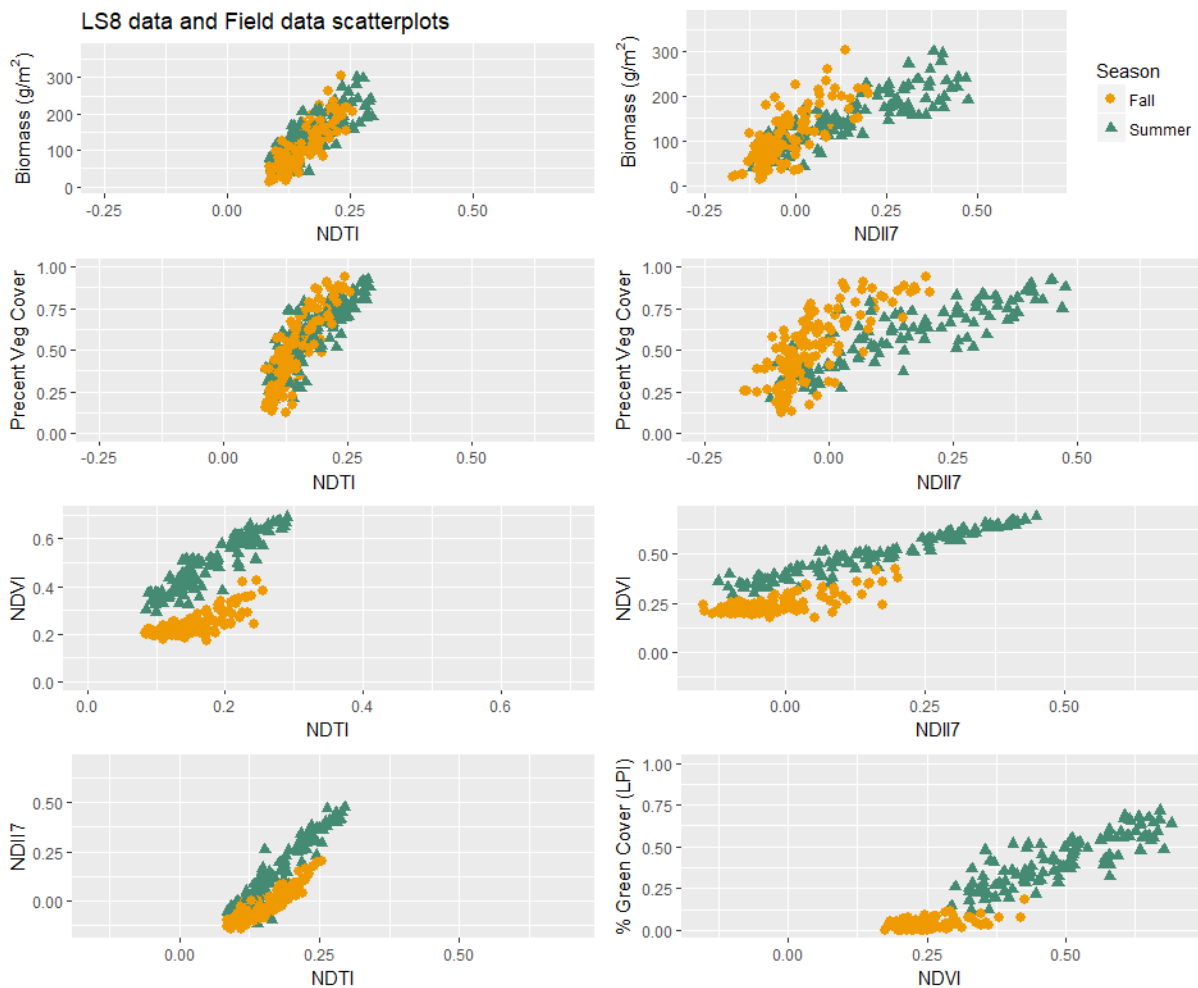 LS8 data and Field data scatterplots
Biomass (g/m²)
300
200
100
0
-0.25 0.00 0.25 0.50
NDTI
Biomass (g/m²)
300
200
100
0
-0.25 0.00 0.25 0.50
NDII7
Season
Fall
Summer
Precent Veg Cover
1.00
0.75
0.50
0.25
0.00
-0.25 0.00 0.25 0.50
NDTI
Precent Veg Cover
1.00
0.75
0.50
0.25
0.00
-0.25 0.00 0.25 0.50
NDII7
NDVI
0.6
0.4
0.2
0.0
0.0 0.2 0.4 0.6
NDTI
NDVI
0.50
0.25
0.00
0.00 0.25 0.50
NDII7
NDII7
0.50
0.25
0.00
0.00 0.25 0.50
NDTI
% Green Cover (LPI)
1.00
0.75
0.50
0.25
0.00
0.00 0.25 0.50
NDVI